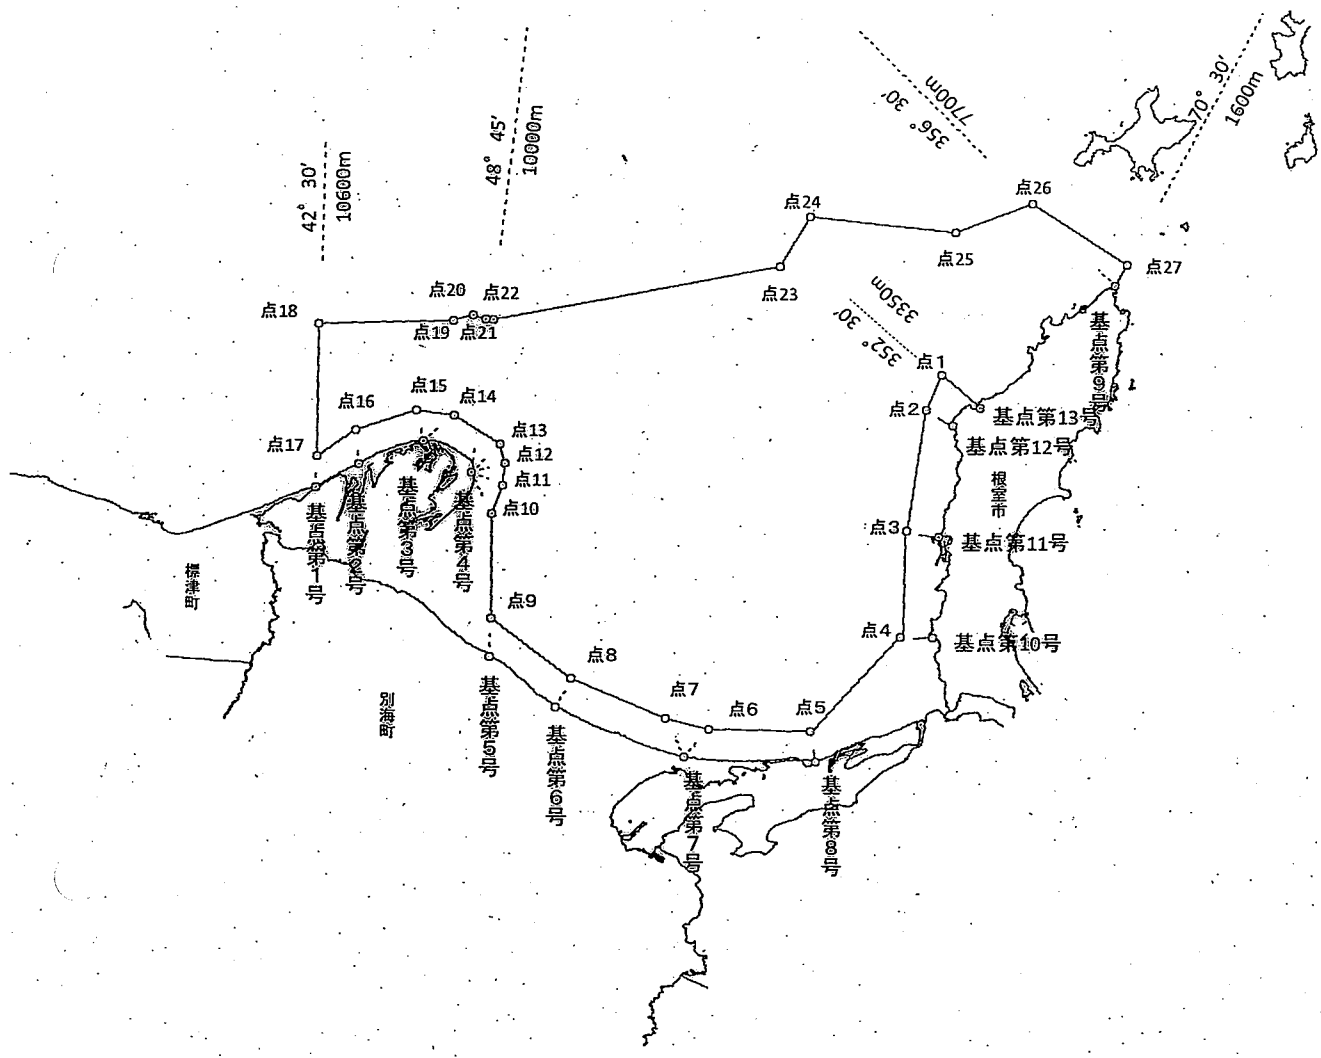 42° 30′
10600m
48° 45′
10000m
7700m
356° 30′
70° 30′
1600m
点26
点24
点25
点27
点23
点20
点22
点18
点19
点21
3350m
352° 30′
点1
点2
基点第9号
基点第13号
基点第12号
点15
点14
点16
点13
点17
点12
点11
点10
根室市
点3
基点第11号
基点第1号
基点第2号
基点第3号
基点第4号
標津町
点9
点4
基点第10号
点8
点7
点6
点5
別海町
基点第5号
基点第6号
基点第7号
基点第8号